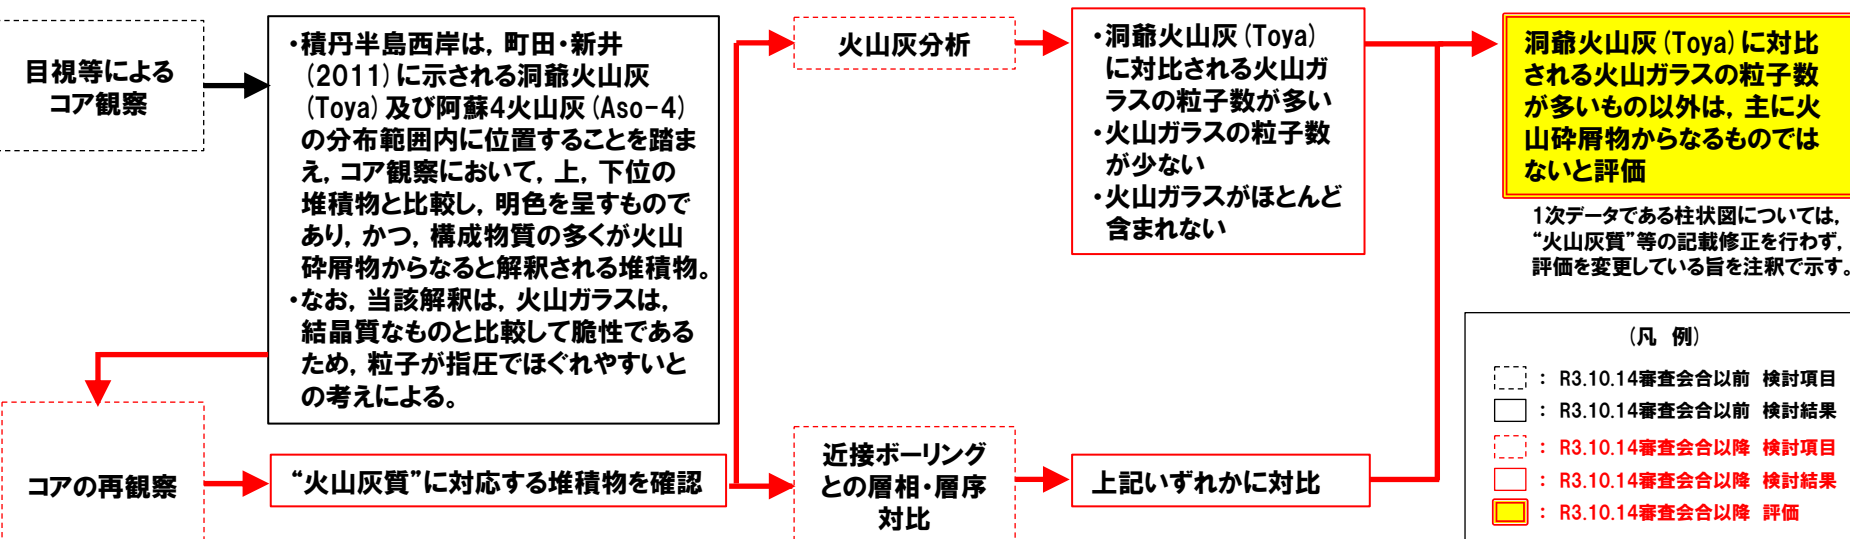 目視等による
コア観察
・積丹半島西岸は，町田・新井
(2011)に示される洞爺火山灰
(Toya)及び阿蘇4火山灰(Aso-4)
の分布範囲内に位置することを踏ま
え，コア観察において，上，下位の
堆積物と比較し，明色を呈すもので
あり，かつ，構成物質の多くが火山
砕屑物からなると解釈される堆積物。
・なお，当該解釈は，火山ガラスは，
結晶質なものと比較して脆性である
ため，粒子が指圧でほぐれやすいと
の考えによる。
コアの再観察
“火山灰質”に対応する堆積物を確認
火山灰分析
・洞爺火山灰(Toya)
に対比される火山ガ
ラスの粒子数が多い
・火山ガラスの粒子数
が少ない
・火山ガラスがほとんど
含まれない
近接ボーリング
との層相・層序
対比
上記いずれかに対比
洞爺火山灰(Toya)に対比
される火山ガラスの粒子数
が多いもの以外は，主に火
山砕屑物からなるものでは
ないと評価
1次データである柱状図については，
“火山灰質”等の記載修正を行わず，
評価を変更している旨を注釈で示す。
(凡 例)
： R3.10.14審査会合以前 検討項目
： R3.10.14審査会合以前 検討結果
： R3.10.14審査会合以降 検討項目
： R3.10.14審査会合以降 検討結果
： R3.10.14審査会合以降 評価